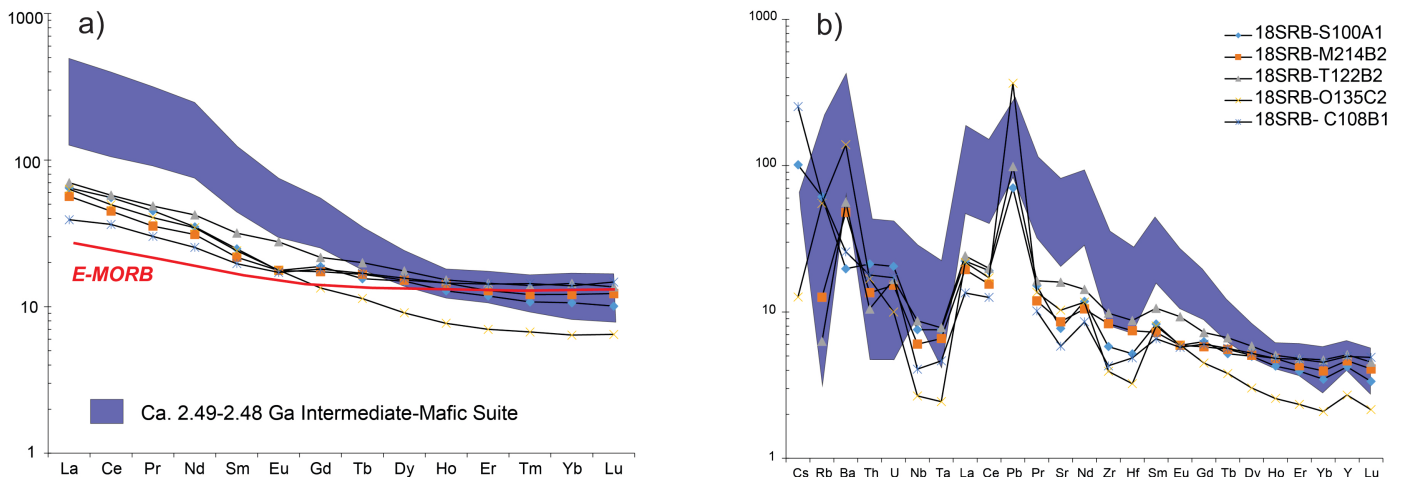 a)
1000
100
10
1
E-MORB
Ca. 2.49-2.48 Ga Intermediate-Mafic Suite
La Ce Pr Nd Sm Eu Gd Tb Dy Ho Er Tm Yb Lu
b)
1000
100
10
1
18SRB-S100A1
18SRB-M214B2
18SRB-T122B2
18SRB-O135C2
18SRB- C108B1
Cs Rb Ba Th U Nb Ta La Ce Pb Pr Sr Nd Zr Hf Sm Eu Gd Tb Dy Ho Er Yb Y Lu